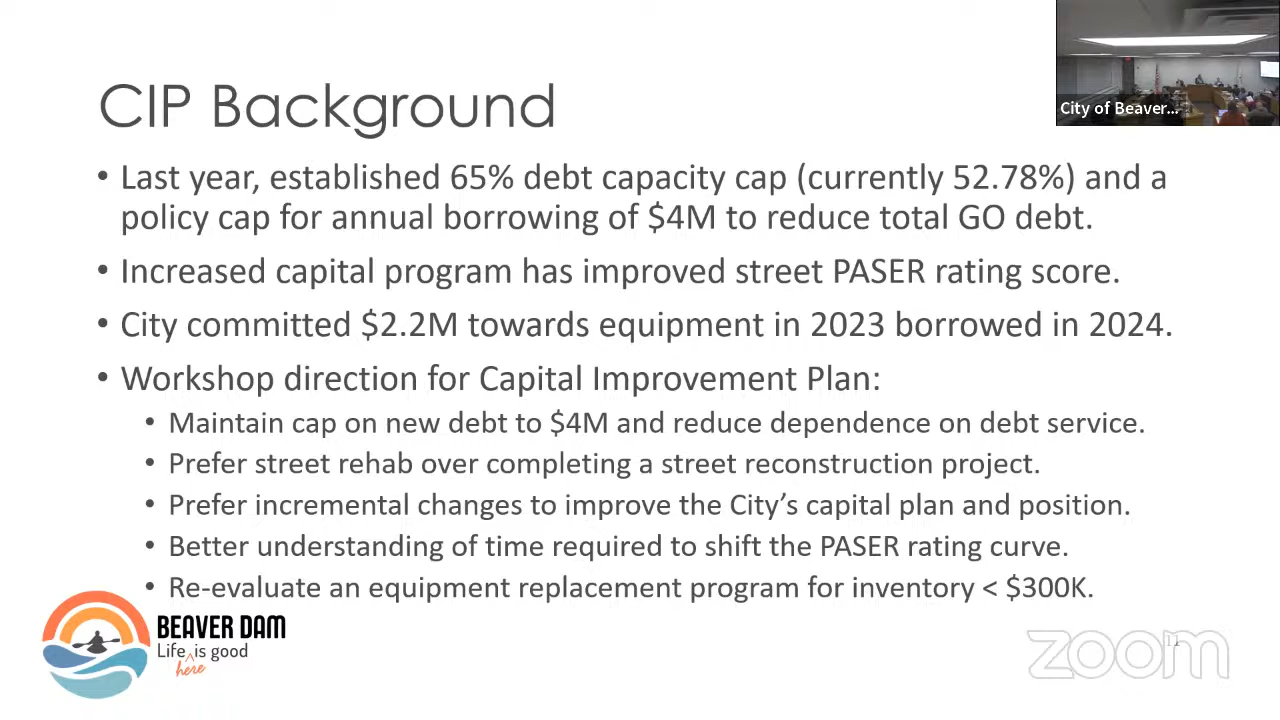 City of Beaver...
CIP Background
• Last year, established 65% debt capacity cap (currently 52.78%) and a
policy cap for annual borrowing of $4M to reduce total GO debt.
• Increased capital program has improved street PASER rating score.
• City committed $2.2M towards equipment in 2023 borrowed in 2024.
• Workshop direction for Capital Improvement Plan:
• Maintain cap on new debt to $4M and reduce dependence on debt service.
• Prefer street rehab over completing a street reconstruction project.
• Prefer incremental changes to improve the City's capital plan and position.
• Better understanding of time required to shift the PASER rating curve.
• Re-evaluate an equipment replacement program for inventory < $300K.
BEAVER DAM
Life is good
here
zoom
11